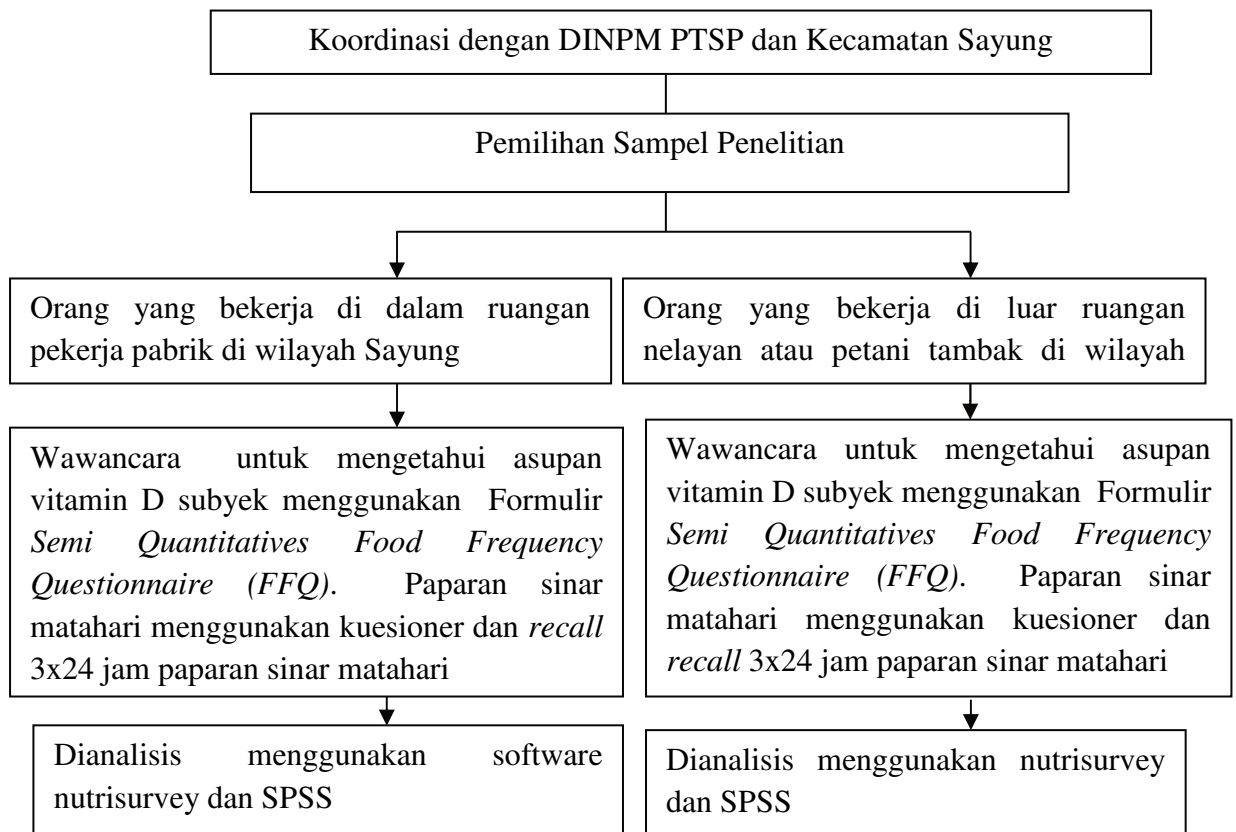 Koordinasi dengan DINPM PTSP dan Kecamatan Sayung
Pemilihan Sampel Penelitian
Orang yang bekerja di dalam ruangan
pekerja pabrik di wilayah Sayung
Orang yang bekerja di luar ruangan
nelayan atau petani tambak di wilayah
Wawancara untuk mengetahui asupan
vitamin D subyek menggunakan Formulir
Semi Quantitatives Food Frequency
Questionnaire (FFQ). Paparan sinar
matahari menggunakan kuesioner dan recall
3x24 jam paparan sinar matahari
Wawancara untuk mengetahui asupan
vitamin D subyek menggunakan Formulir
Semi Quantitatives Food Frequency
Questionnaire (FFQ). Paparan sinar
matahari menggunakan kuesioner dan
recall 3x24 jam paparan sinar matahari
Dianalisis menggunakan software
nutrisurvey dan SPSS
Dianalisis menggunakan nutrisurvey
dan SPSS